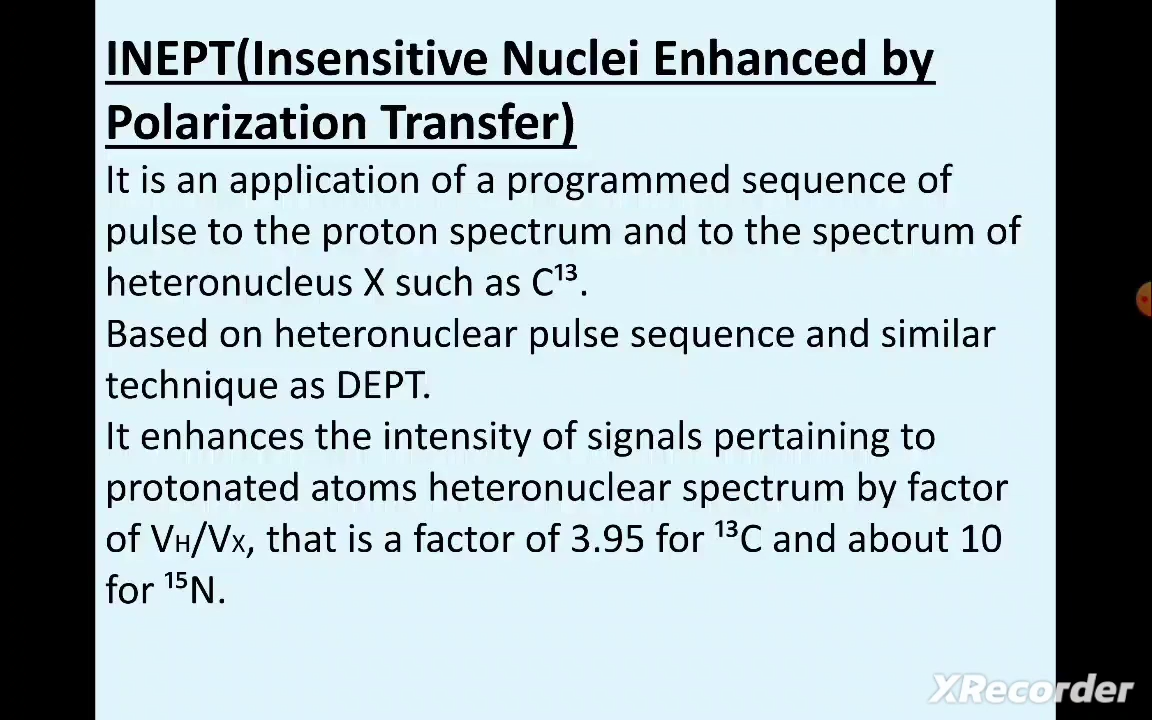 INEPT(Insensitive Nuclei Enhanced by
Polarization Transfer)
It is an application of a programmed sequence of
pulse to the proton spectrum and to the spectrum of
heteronucleus X such as C¹³.
Based on heteronuclear pulse sequence and similar
technique as DEPT.
It enhances the intensity of signals pertaining to
protonated atoms heteronuclear spectrum by factor
of VH/VX, that is a factor of 3.95 for ¹³C and about 10
for ¹⁵N.
XRecorder